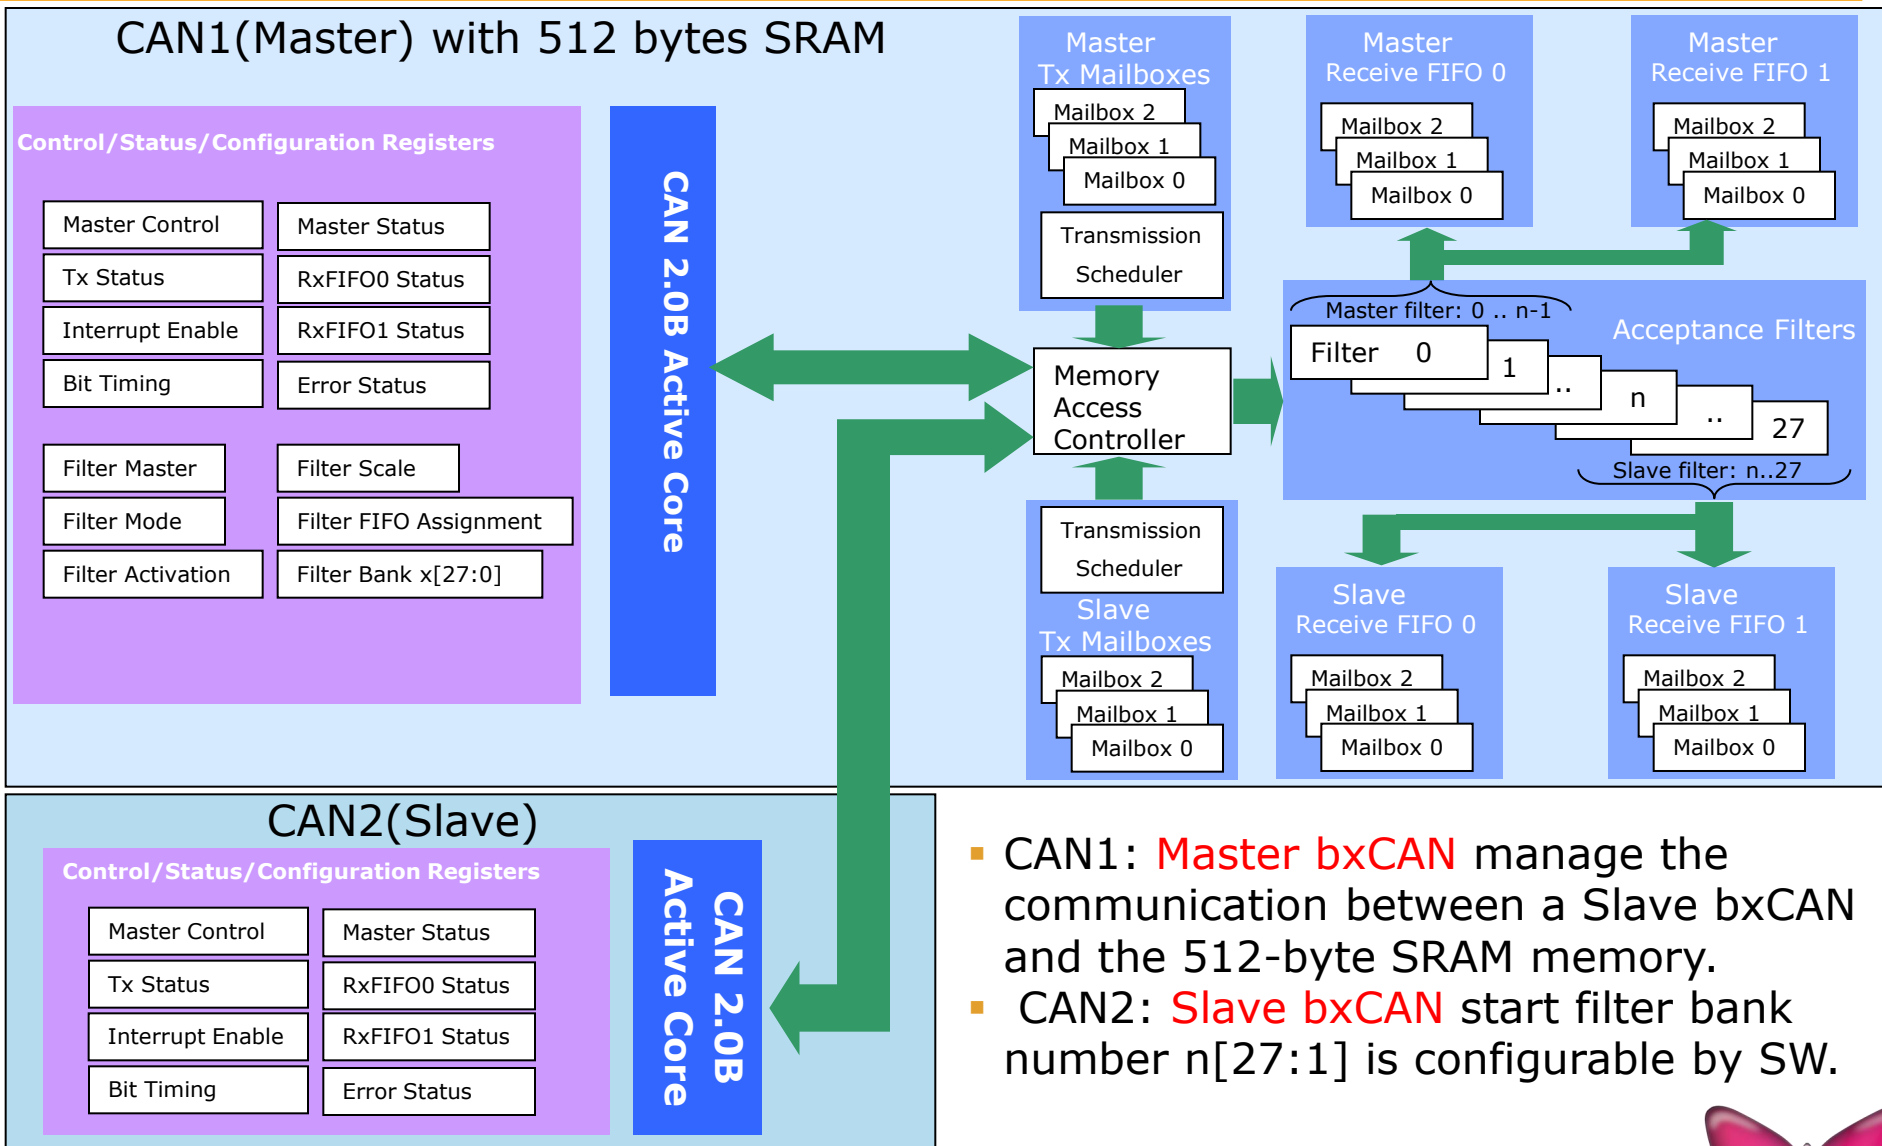 CAN1(Master) with 512 bytes SRAM
Control/Status/Configuration Registers
Master Control
Master Status
Tx Status
RxFIFO0 Status
Interrupt Enable
RxFIFO1 Status
Bit Timing
Error Status
Filter Master
Filter Scale
Filter Mode
Filter FIFO Assignment
Filter Activation
Filter Bank x[27:0]
CAN 2.0B Active Core
Master
Tx Mailboxes
Mailbox 2
Mailbox 1
Mailbox 0
Transmission
Scheduler
Master
Receive FIFO 0
Mailbox 2
Mailbox 1
Mailbox 0
Master
Receive FIFO 1
Mailbox 2
Mailbox 1
Mailbox 0
Memory
Access
Controller
Master filter: 0 .. n-1
Acceptance Filters
Filter 0
1
..
n
..
27
Slave filter: n..27
Transmission
Scheduler
Slave
Tx Mailboxes
Mailbox 2
Mailbox 1
Mailbox 0
Slave
Receive FIFO 0
Mailbox 2
Mailbox 1
Mailbox 0
Slave
Receive FIFO 1
Mailbox 2
Mailbox 1
Mailbox 0
CAN2(Slave)
Control/Status/Configuration Registers
Master Control
Master Status
Tx Status
RxFIFO0 Status
Interrupt Enable
RxFIFO1 Status
Bit Timing
Error Status
CAN 2.0B
Active Core
CAN1: Master bxCAN manage the
communication between a Slave bxCAN
and the 512-byte SRAM memory.
CAN2: Slave bxCAN start filter bank
number n[27:1] is configurable by SW.